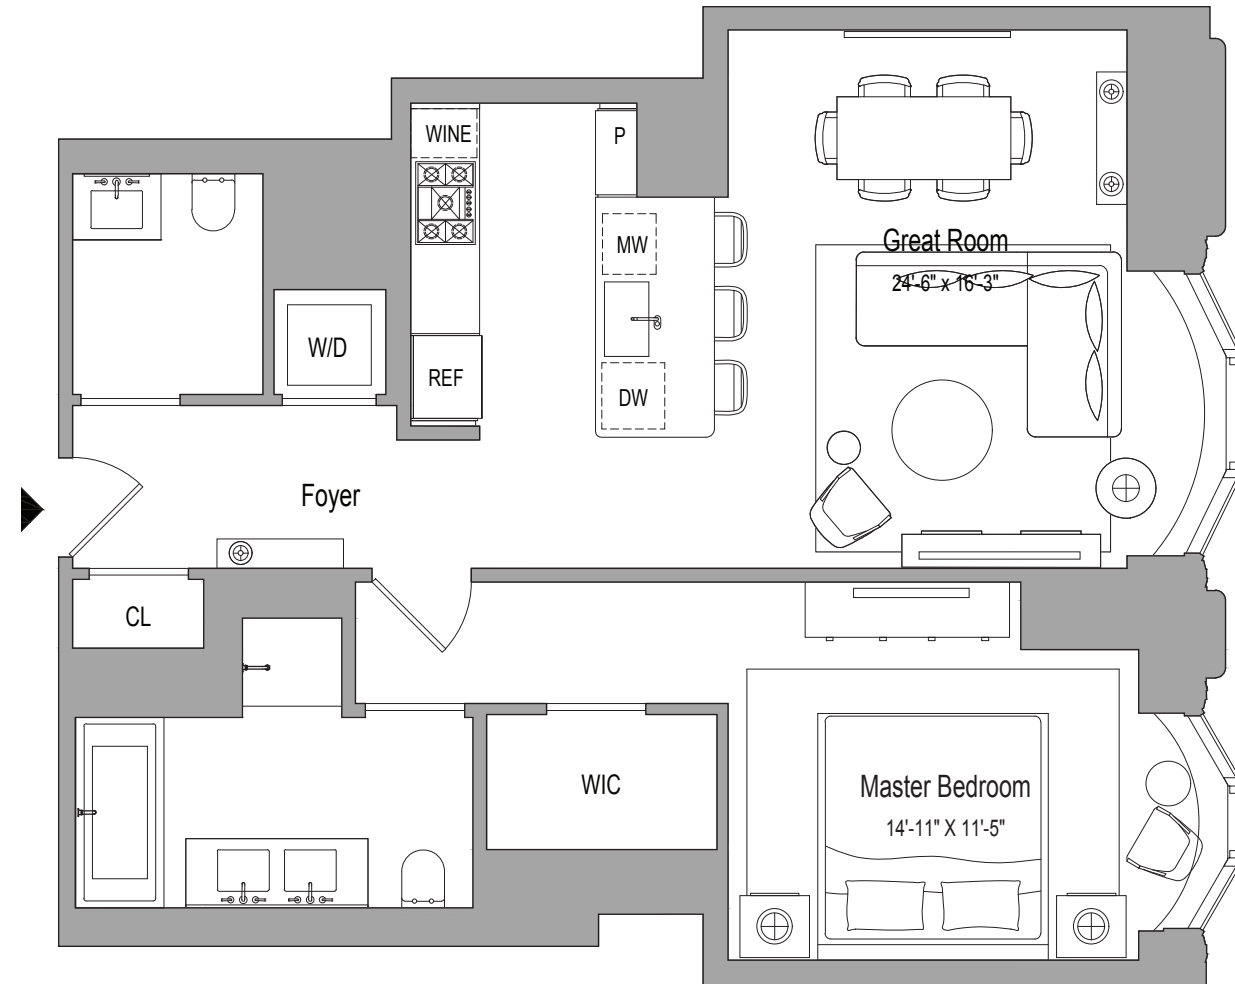 WINE
P
MW
Great Room
24'-6" x 16'-3"
W/D
REF
DW
Foyer
CL
WIC
Master Bedroom
14'-11" X 11'-5"